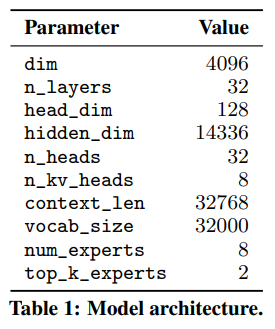 Parameter Value
dim 4096
n_layers 32
head_dim 128
hidden_dim 14336
n_heads 32
n_kv_heads 8
context_len 32768
vocab_size 32000
num_experts 8
top_k_experts 2
Table 1: Model architecture.